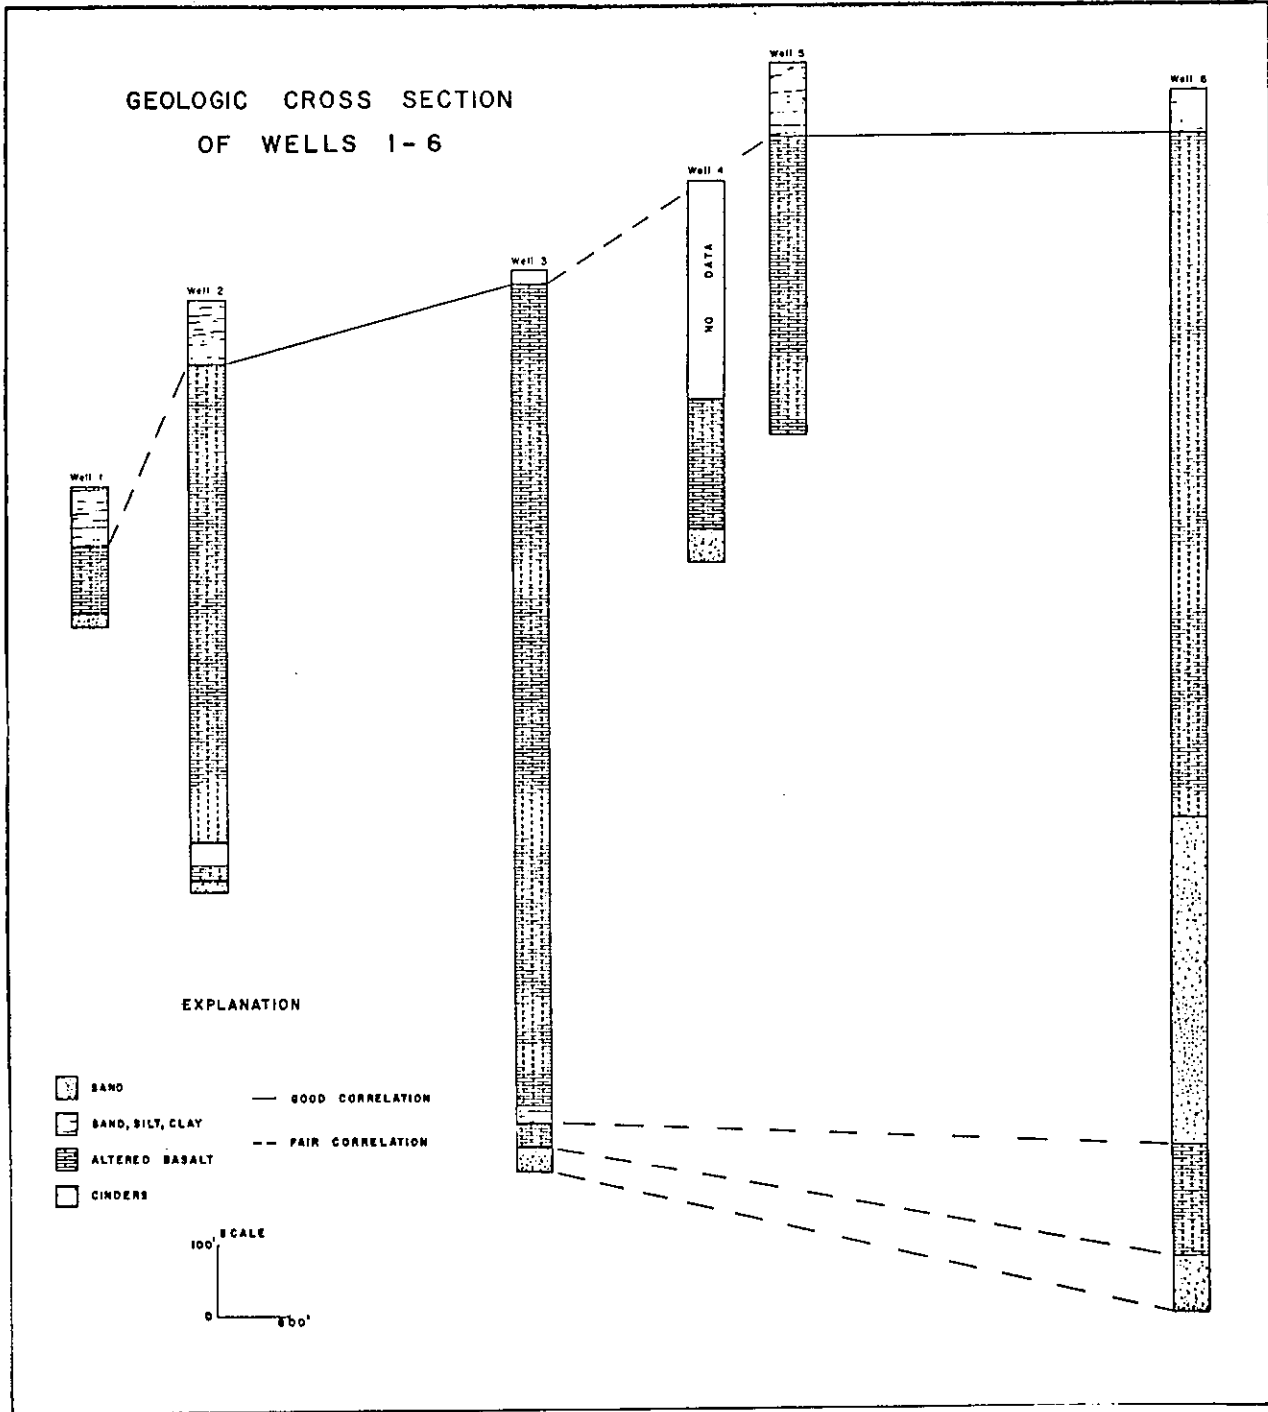 GEOLOGIC CROSS SECTION
OF WELLS 1-6
Well 1
Well 2
Well 3
Well 4
Well 5
Well 6
NO DATA
EXPLANATION
SAND
SAND, SILT, CLAY
ALTERED BASALT
CINDERS
GOOD CORRELATION
FAIR CORRELATION
SCALE
100'
0
600'